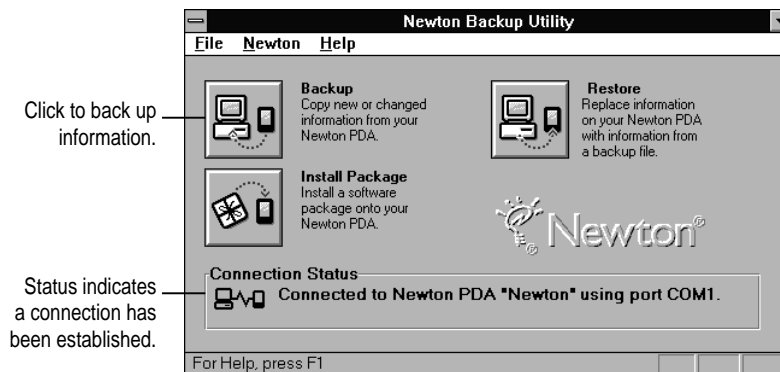 Newton Backup Utility
File Newton Help
Click to back up
information.
Backup
Copy new or changed
information from your
Newton PDA.
Restore
Replace information
on your Newton PDA
with information from
a backup file.
Install Package
Install a software
package onto your
Newton PDA.
Newton®
®
Status indicates
a connection has
been established.
Connection Status
Connected to Newton PDA "Newton" using port COM1.
For Help, press F1